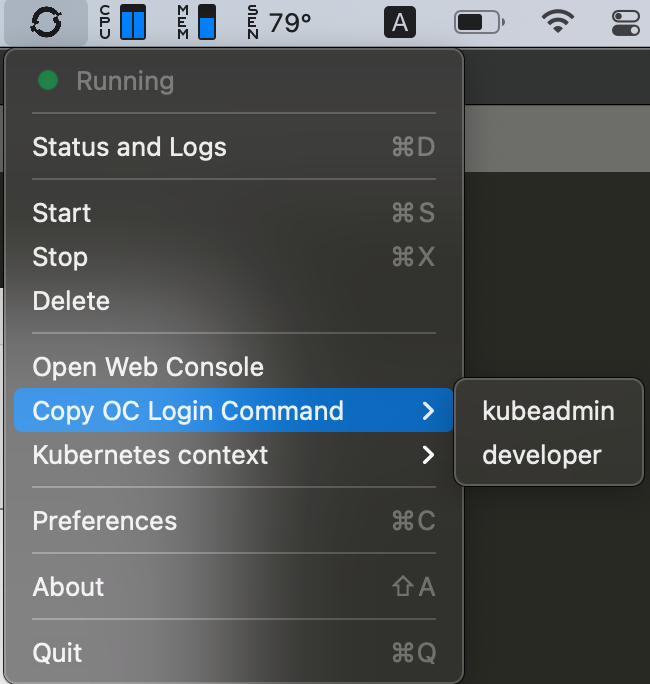 CPU MEM SEN 79° A
Running
Status and Logs ⌘D
Start ⌘S
Stop ⌘X
Delete
Open Web Console
Copy OC Login Command
kubeadmin
Kubernetes context
developer
Preferences ⌘C
About ⇧A
Quit ⌘Q